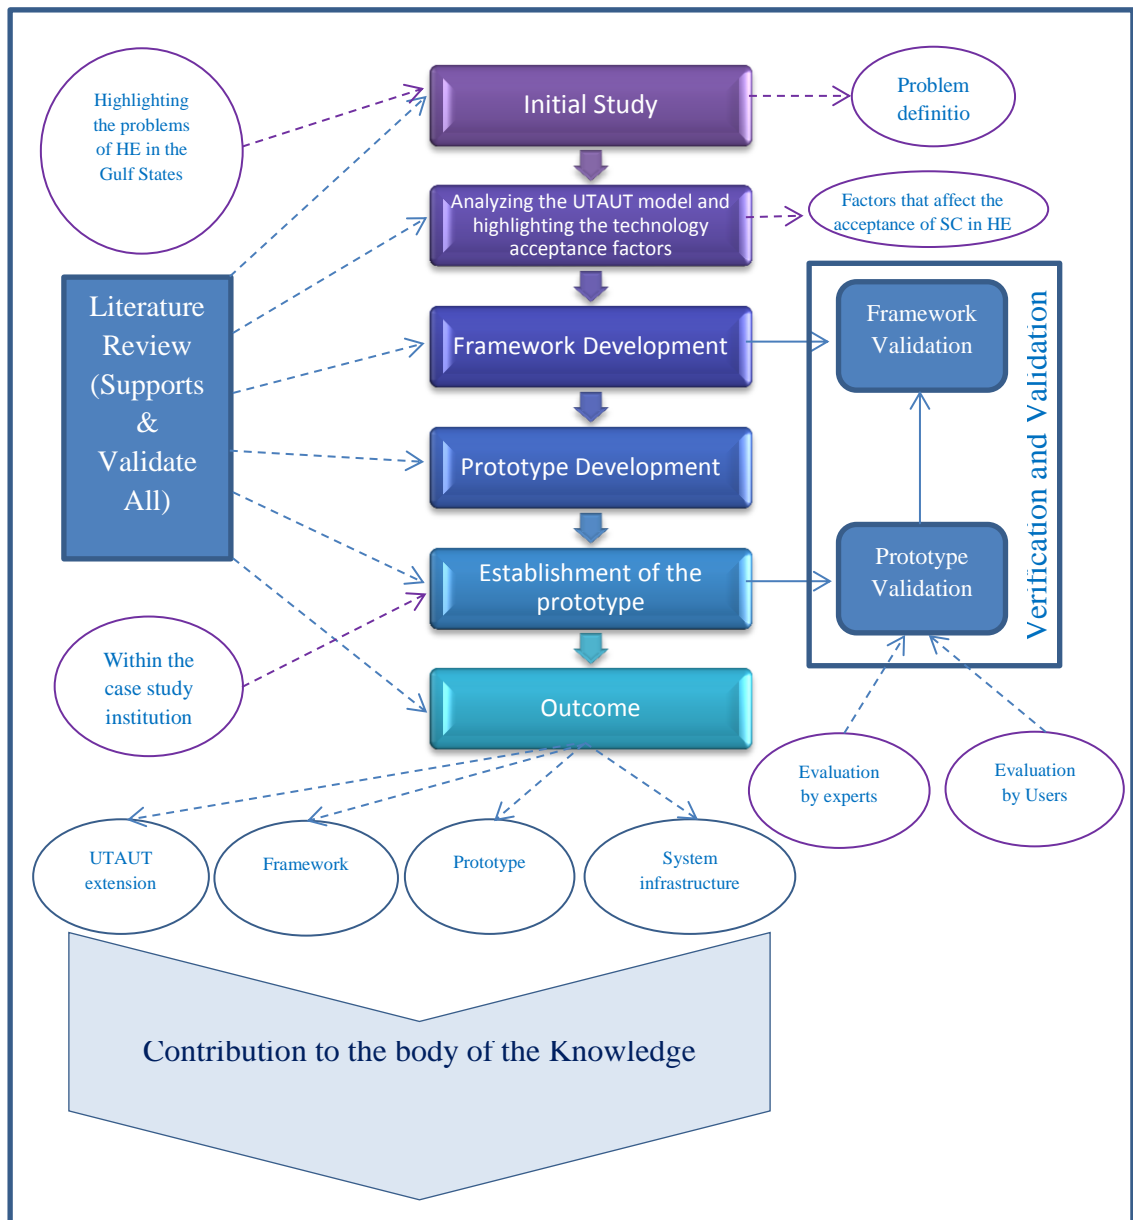 Highlighting
the problems
of HE in the
Gulf States
Initial Study
Problem
definitio
Analyzing the UTAUT model and
highlighting the technology
acceptance factors
Factors that affect the
acceptance of SC in HE
Literature
Review
(Supports
&
Validate
All)
Framework Development
Framework
Validation
Verification and Validation
Prototype Development
Establishment of the
prototype
Prototype
Validation
Within the
case study
institution
Outcome
Evaluation
by experts
Evaluation
by Users
UTAUT
extension
Framework
Prototype
System
infrastructure
Contribution to the body of the Knowledge